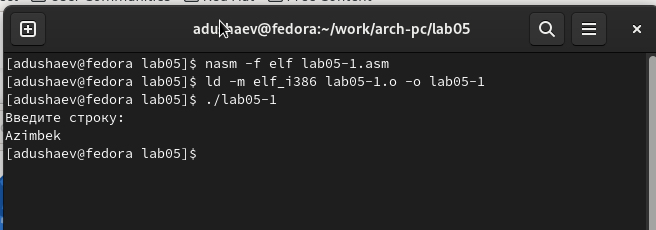 adushaev@fedora:~/work/arch-pc/lab05
[adushaev@fedora lab05]$ nasm -f elf lab05-1.asm
[adushaev@fedora lab05]$ ld -m elf_i386 lab05-1.o -o lab05-1
[adushaev@fedora lab05]$ ./lab05-1
Введите строку:
Azimbek
[adushaev@fedora lab05]$